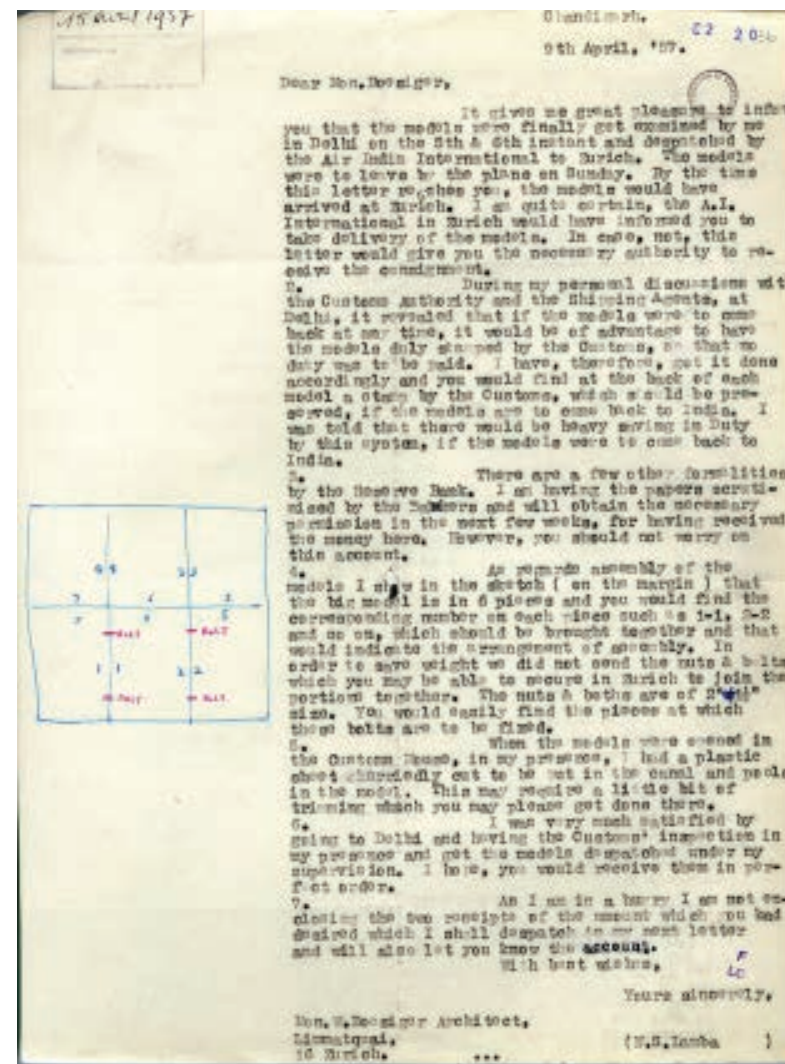 15 avril 1957
Chandigarh.
C2 20
9th April, '57.
Dear Mon. Boesiger,
It gives me great pleasure to infor
you that the models were finally got examined by me
in Delhi on the 5th & 6th instant and despatched by
the Air India International to Zurich. The models
were to leave by the plane on Sunday. By the time
this letter reaches you, the models would have
arrived at Zurich. I am quite certain, the A.I.
International in Zurich would have informed you to
take delivery of the models. In case, not, this
letter would give you the necessary authority to re-
ceive the consignment.
2. During my personal discussions wit
the Customs Authority and the Shipping Agents, at
Delhi, it revealed that if the models were to come
back at any time, it would be of advantage to have
the models duly stamped by the Customs, so that no
duty was to be paid. I have, therefore, got it done
accordingly and you would find at the back of each
model a stamp by the Customs, which should be pre-
served, if the models are to come back to India. I
was told that there would be heavy saving in Duty
by this system, if the models were to come back to
India.
3. There are a few other formalities
by the Reserve Bank. I am having the papers scruti-
nised by the Bankers and will obtain the necessary
permission in the next few weeks, for having received
the money here. However, you should not worry on
this account.
4. As regards assembly of the
models I show in the sketch ( on the margin ) that
the big model is in 6 pieces and you would find the
corresponding number on each piece such as 1-1, 2-2
and so on, which should be brought together and that
would indicate the arrangement of assembly. In
order to save weight we did not send the nuts & bolts
which you may be able to secure in Zurich to join the
portions together. The nuts & bolts are of
size. You would easily find the pieces at which
these bolts are to be fixed.
5. When the models were opened in
the Customs House, in my presence, I had a plastic
sheet hurriedly cut to be put in the canal and pools
in the model. This may require a little bit of
trimming which you may please get done there.
6. I was very much satisfied by
going to Delhi and having the Customs' inspection in
my presence and got the models despatched under my
supervision. I hope, you would receive them in per-
fect order.
7. As I am in a hurry I am not en-
closing the two receipts of the amount which you had
desired which I shall despatch in my next letter
and will also let you know the account.
With best wishes,
Yours sincerely,
Mon. W. Boesiger Architect,
Limmatquai,
16 Zurich.
(N.S. Lamba )
...
Bolt
Bolt
1 1
2 2
Bolt
Bolt